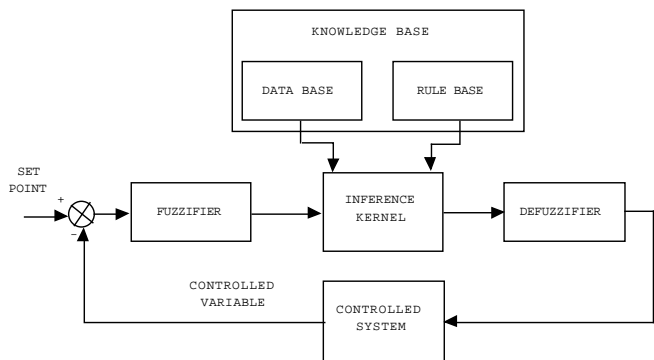 KNOWLEDGE BASE
DATA BASE
RULE BASE
SET
POINT
+
-
FUZZIFIER
INFERENCE
KERNEL
DEFUZZIFIER
CONTROLLED
VARIABLE
CONTROLLED
SYSTEM